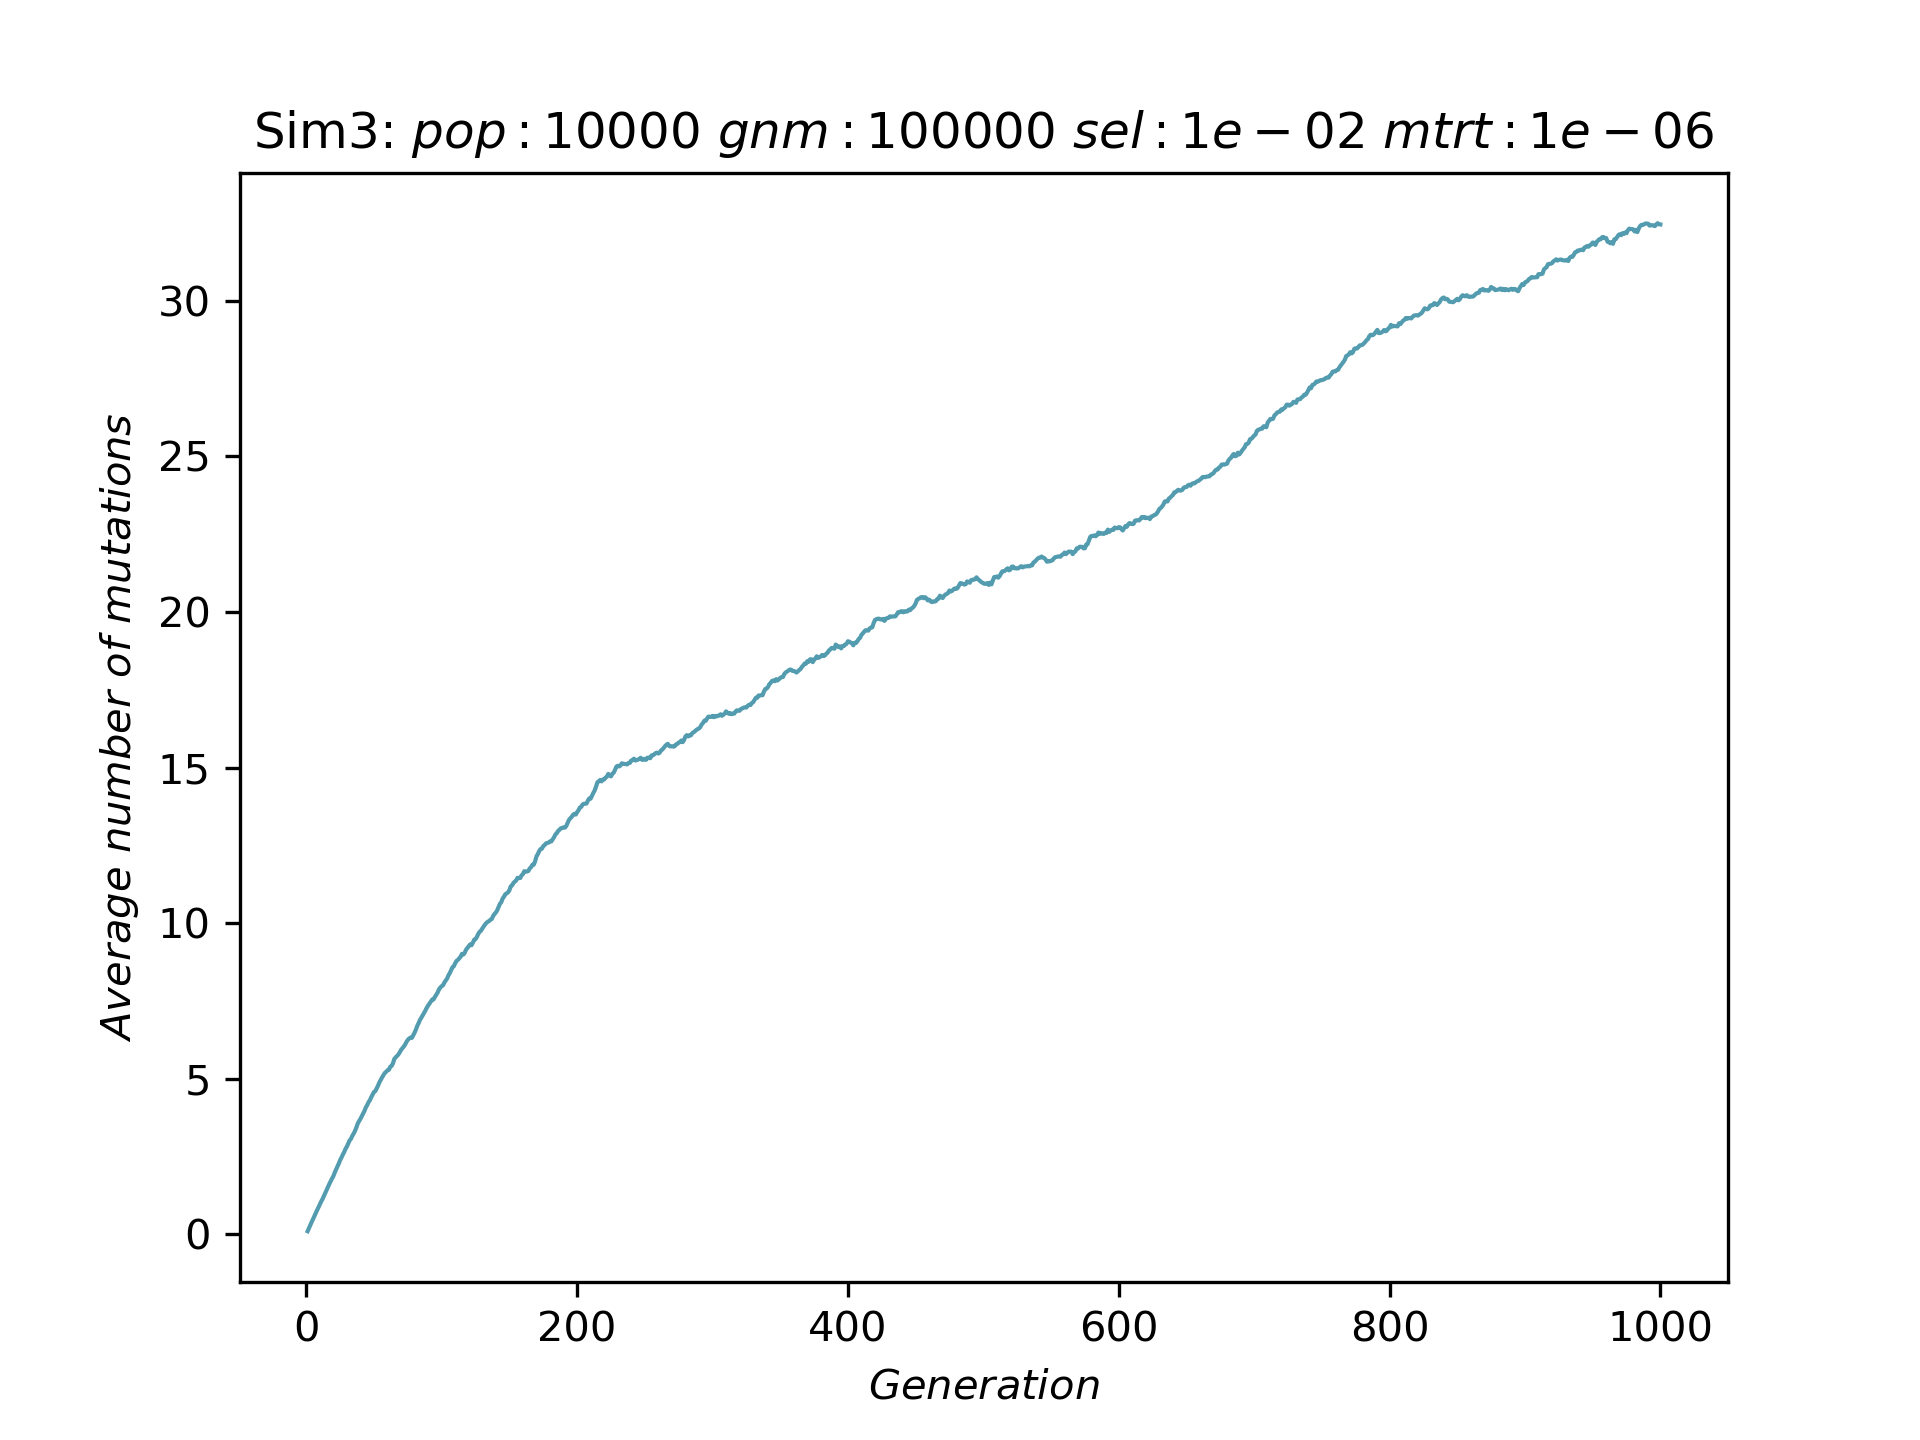 Sim3: pop : 10000 gnm : 100000 sel : 1e − 02 mtrt : 1e − 06
Average number of mutations
30
25
20
15
10
5
0
0 200 400 600 800 1000
Generation